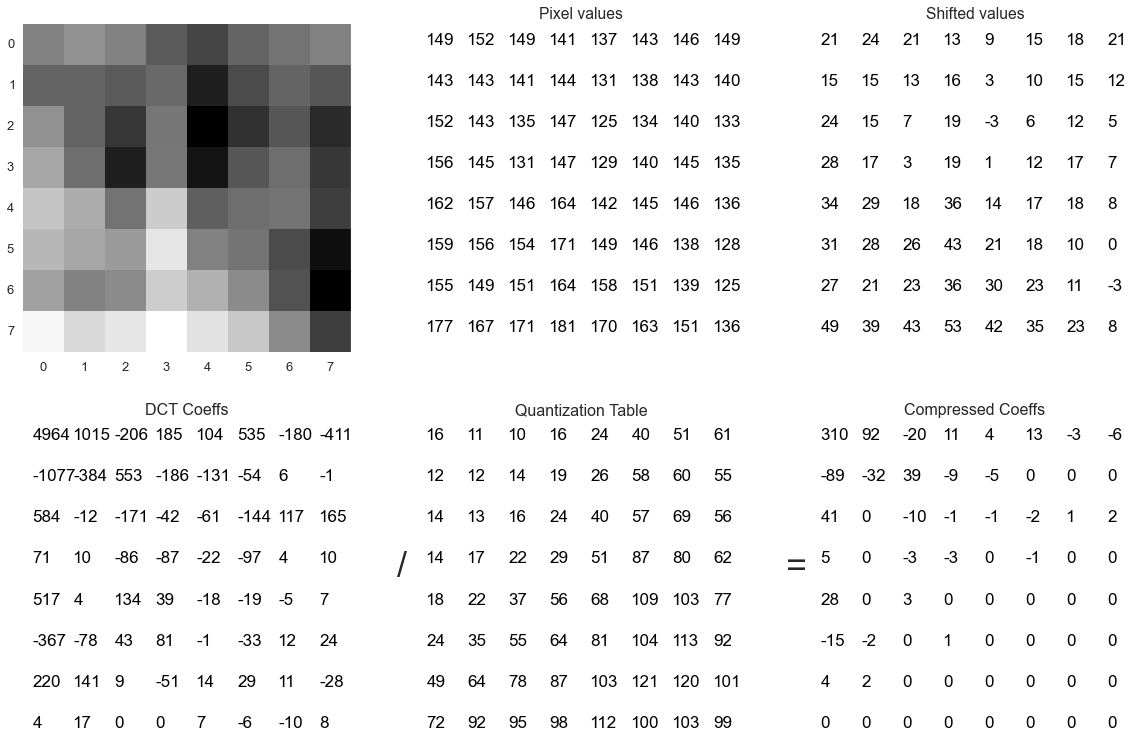 Pixel values
Shifted values
0 149 152 149 141 137 143 146 149 21 24 21 13 9 15 18 21
1 143 143 141 144 131 138 143 140 15 15 13 16 3 10 15 12
2 152 143 135 147 125 134 140 133 24 15 7 19 -3 6 12 5
3 156 145 131 147 129 140 145 135 28 17 3 19 1 12 17 7
4 162 157 146 164 142 145 146 136 34 29 18 36 14 17 18 8
5 159 156 154 171 149 146 138 128 31 28 26 43 21 18 10 0
6 155 149 151 164 158 151 139 125 27 21 23 36 30 23 11 -3
7 177 167 171 181 170 163 151 136 49 39 43 53 42 35 23 8
0 1 2 3 4 5 6 7
DCT Coeffs
Quantization Table
Compressed Coeffs
4964 1015 -206 185 104 535 -180 -411 16 11 10 16 24 40 51 61 310 92 -20 11 4 13 -3 -6
-1077 -384 553 -186 -131 -54 6 -1 12 12 14 19 26 58 60 55 -89 -32 39 -9 -5 0 0 0
584 -12 -171 -42 -61 -144 117 165 14 13 16 24 40 57 69 56 41 0 -10 -1 -1 -2 1 2
71 10 -86 -87 -22 -97 4 10 / 14 17 22 29 51 87 80 62 = 5 0 -3 -3 0 -1 0 0
517 4 134 39 -18 -19 -5 7 18 22 37 56 68 109 103 77 28 0 3 0 0 0 0 0
-367 -78 43 81 -1 -33 12 24 24 35 55 64 81 104 113 92 -15 -2 0 1 0 0 0 0
220 141 9 -51 14 29 11 -28 49 64 78 87 103 121 120 101 4 2 0 0 0 0 0 0
4 17 0 0 7 -6 -10 8 72 92 95 98 112 100 103 99 0 0 0 0 0 0 0 0